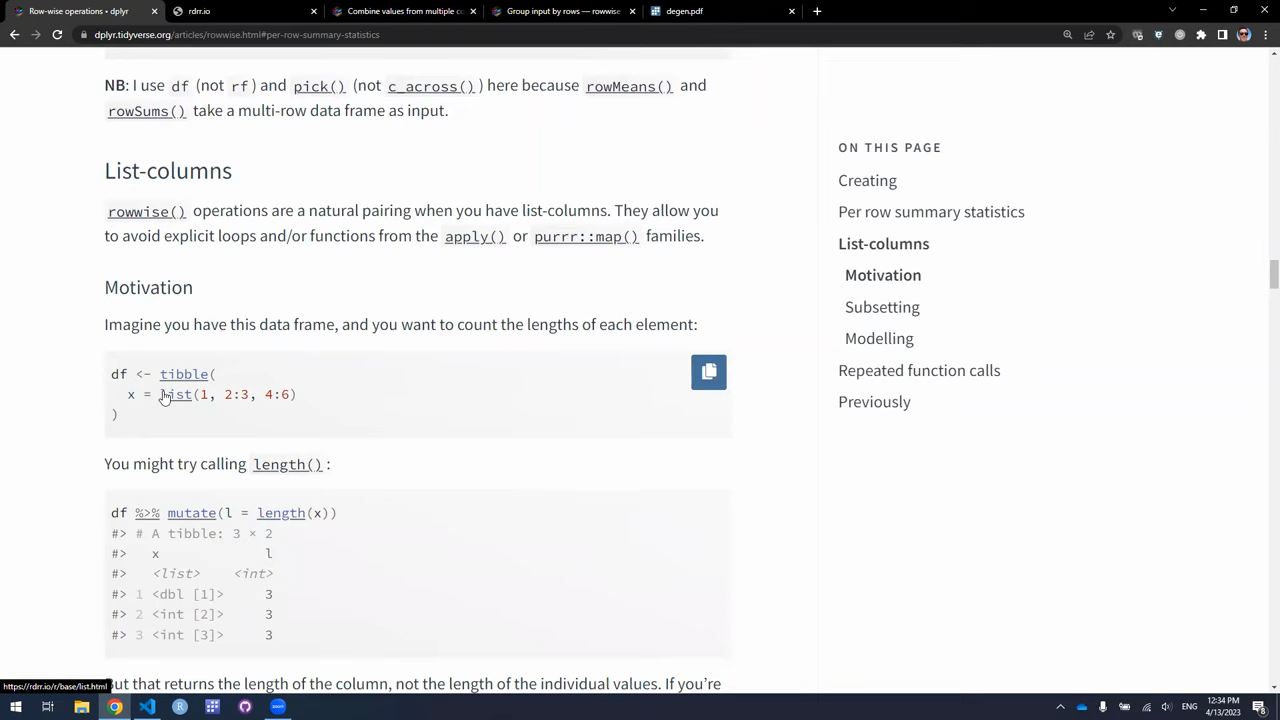 Row-wise operations • dplyr
rdrr.io
Combine values from multiple co
Group input by rows — rowwise
degen.pdf
dplyr.tidyverse.org/articles/rowwise.html#per-row-summary-statistics
NB: I use df (not rf) and pick() (not c_across()) here because rowMeans() and
rowSums() take a multi-row data frame as input.
List-columns
rowwise() operations are a natural pairing when you have list-columns. They allow you
to avoid explicit loops and/or functions from the apply() or purrr::map() families.
Motivation
Imagine you have this data frame, and you want to count the lengths of each element:
df <- tibble(
x = list(1, 2:3, 4:6)
)
You might try calling length():
df %>% mutate(l = length(x))
#> # A tibble: 3 × 2
#> x l
#> <list> <int>
#> 1 <dbl [1]> 3
#> 2 <int [2]> 3
#> 3 <int [3]> 3
But that returns the length of the column, not the length of the individual values. If you’re
ON THIS PAGE
Creating
Per row summary statistics
List-columns
Motivation
Subsetting
Modelling
Repeated function calls
Previously
https://rdrr.io/r/base/list.html
ENG
12:34 PM
4/13/2023
8